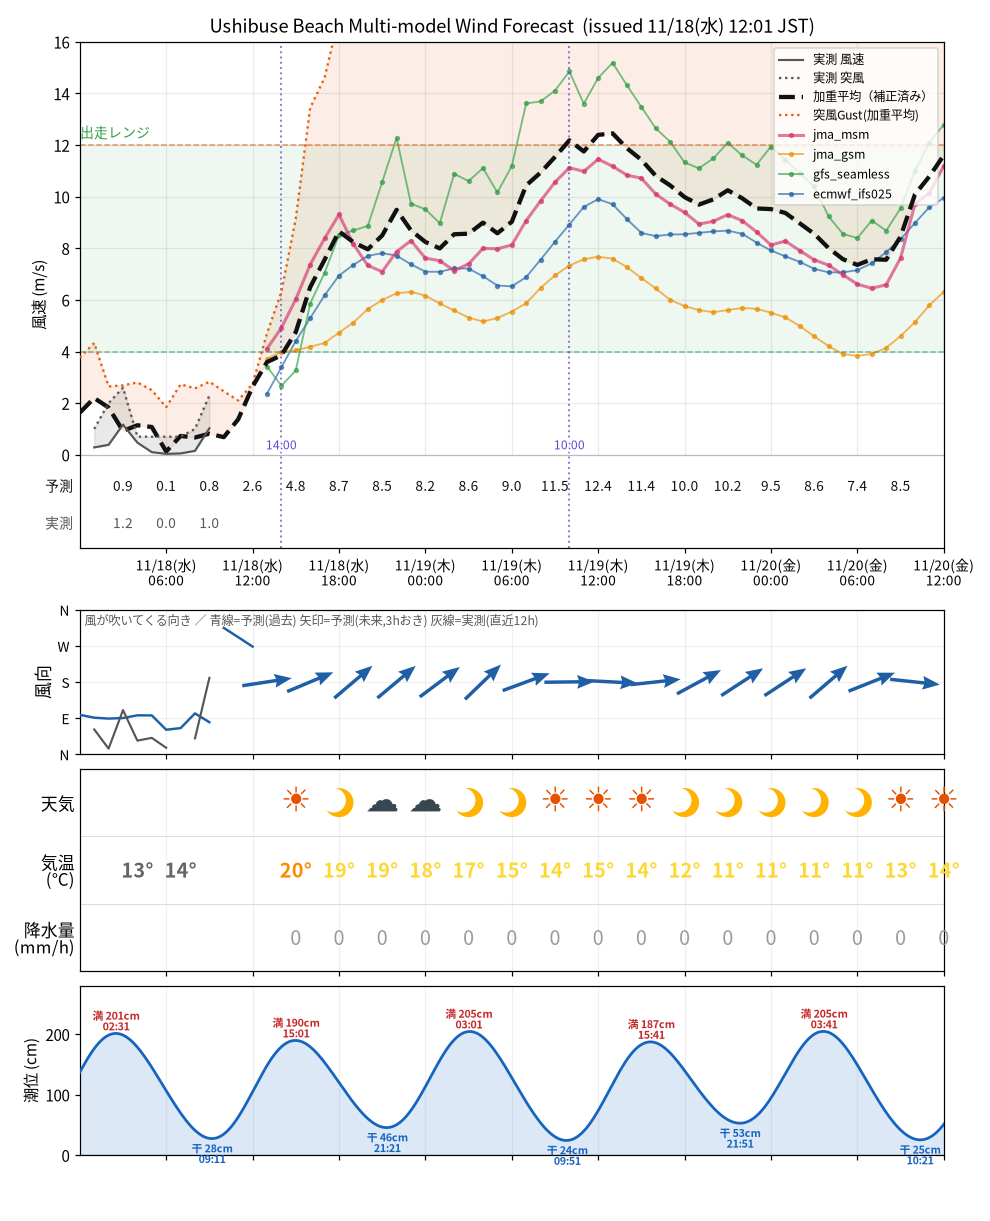 Ushibuse Beach Multi-model Wind Forecast (issued 11/18(水) 12:01 JST)
風速 (m/s)
16
14
12
10
8
6
4
2
0
出走レンジ
実測 風速
実測 突風
加重平均（補正済み）
突風Gust(加重平均)
jma_msm
jma_gsm
gfs_seamless
ecmwf_ifs025
14:00 10:00
予測 0.9 0.1 0.8 2.6 4.8 8.7 8.5 8.2 8.6 9.0 11.5 12.4 11.4 10.0 10.2 9.5 8.6 7.4 8.5
実測 1.2 0.0 1.0
11/18(水) 11/18(水) 11/18(水) 11/19(木) 11/19(木) 11/19(木) 11/19(木) 11/20(金) 11/20(金) 11/20(金)
06:00 12:00 18:00 00:00 06:00 12:00 18:00 00:00 06:00 12:00
風向
N
W
S
E
N
風が吹いてくる向き ／ 青線=予測(過去) 矢印=予測(未来,3hおき) 灰線=実測(直近12h)
天気
気温
(°C)
13° 14° 20° 19° 19° 18° 17° 15° 14° 15° 14° 12° 11° 11° 11° 11° 13° 14°
降水量
(mm/h)
0 0 0 0 0 0 0 0 0 0 0 0 0 0 0 0
潮位 (cm)
200
100
0
満 201cm
02:31
満 190cm
15:01
満 205cm
03:01
満 187cm
15:41
満 205cm
03:41
干 28cm
09:11
干 46cm
21:21
干 24cm
09:51
干 53cm
21:51
干 25cm
10:21